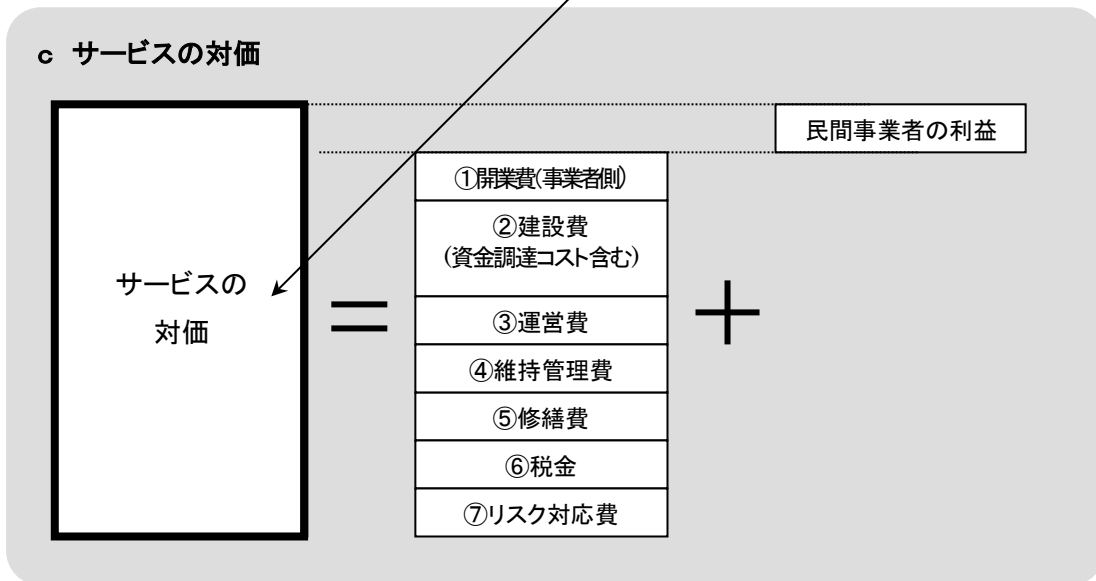 c サービスの対価
民間事業者の利益
サービスの
対価
＝
①開業費(事業者側)
②建設費
(資金調達コスト含む)
③運営費
④維持管理費
⑤修繕費
⑥税金
⑦リスク対応費
＋